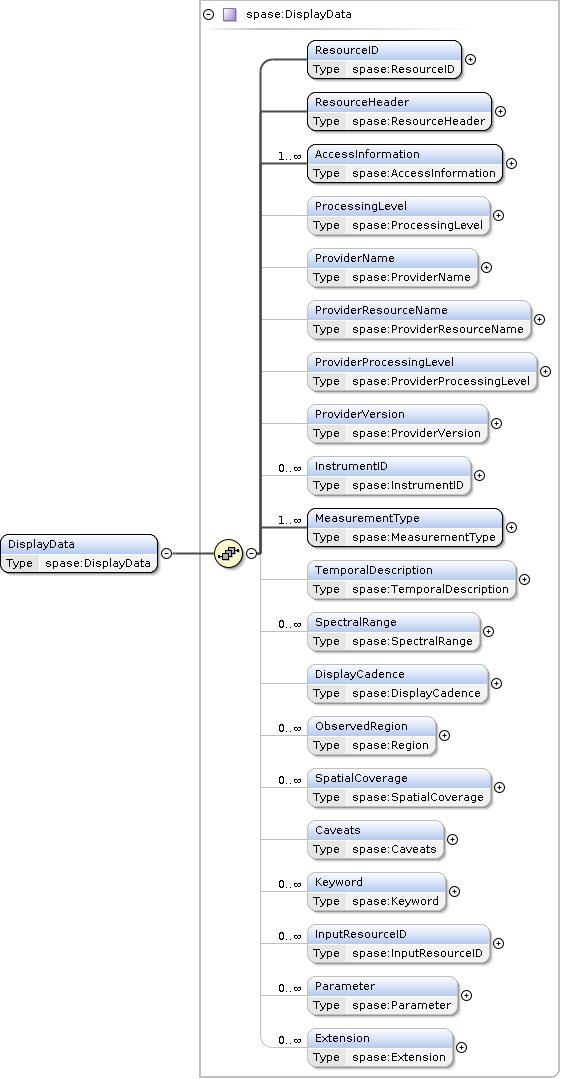 spase:DisplayData
ResourceID
Type spase:ResourceID
ResourceHeader
Type spase:ResourceHeader
1..∞
AccessInformation
Type spase:AccessInformation
ProcessingLevel
Type spase:ProcessingLevel
ProviderName
Type spase:ProviderName
ProviderResourceName
Type spase:ProviderResourceName
ProviderProcessingLevel
Type spase:ProviderProcessingLevel
ProviderVersion
Type spase:ProviderVersion
0..∞
InstrumentID
Type spase:InstrumentID
1..∞
MeasurementType
Type spase:MeasurementType
DisplayData
Type spase:DisplayData
TemporalDescription
Type spase:TemporalDescription
0..∞
SpectralRange
Type spase:SpectralRange
DisplayCadence
Type spase:DisplayCadence
0..∞
ObservedRegion
Type spase:Region
0..∞
SpatialCoverage
Type spase:SpatialCoverage
Caveats
Type spase:Caveats
0..∞
Keyword
Type spase:Keyword
0..∞
InputResourceID
Type spase:InputResourceID
0..∞
Parameter
Type spase:Parameter
0..∞
Extension
Type spase:Extension